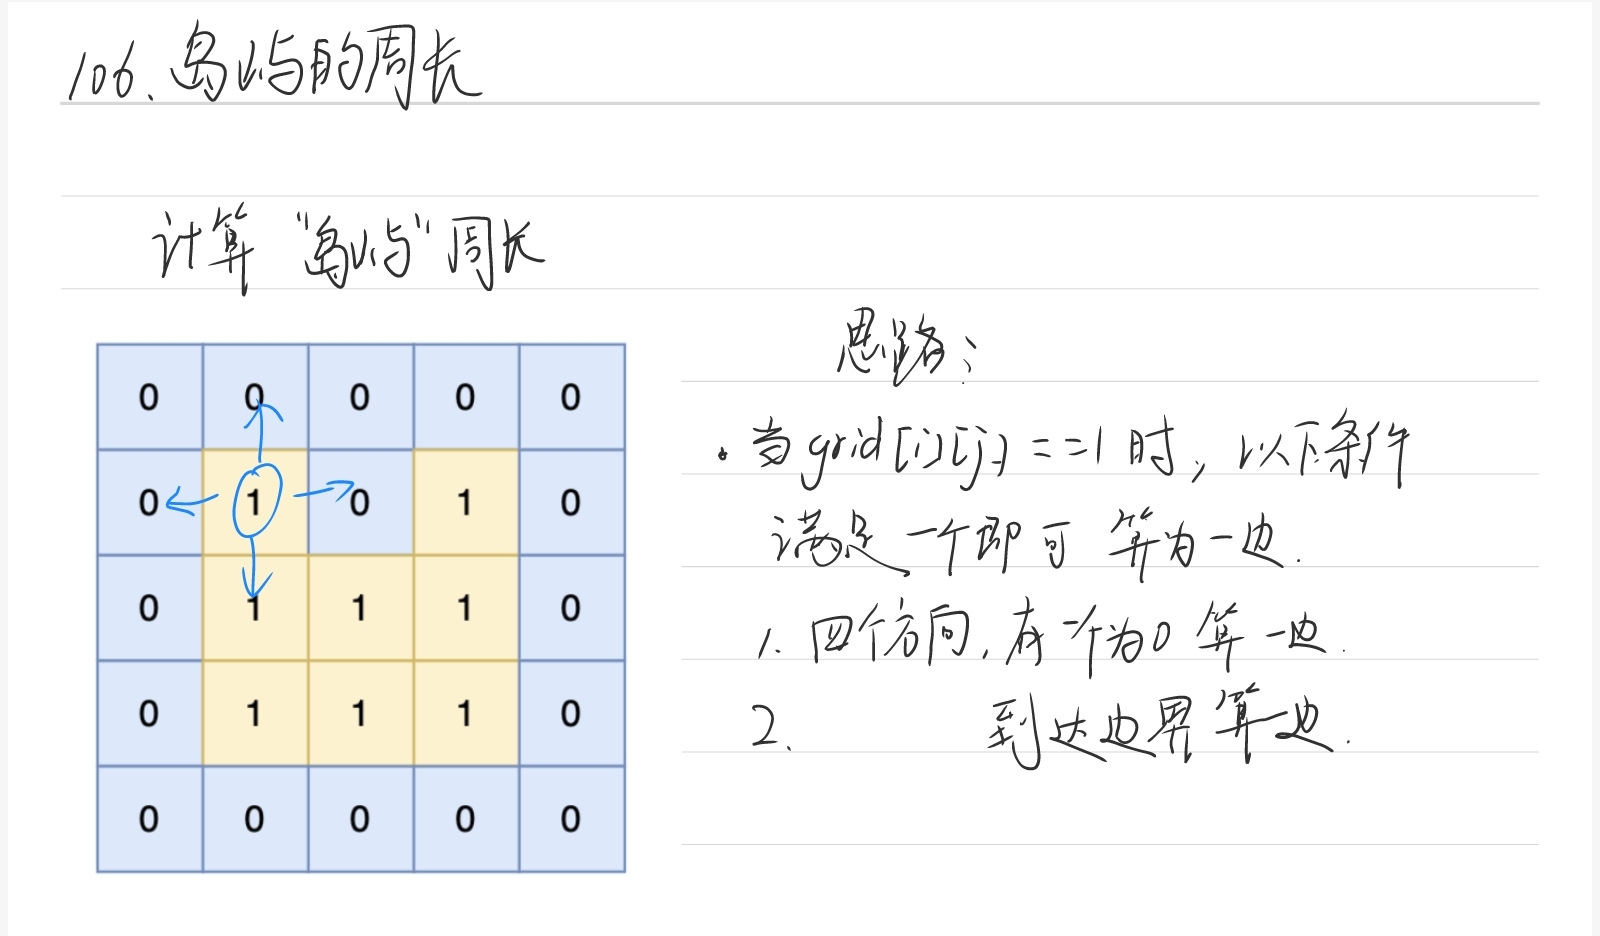 106.岛屿的周长
计算“岛屿”周长
思路：
0 0 0 0 0
0 1 0 1 0
0 1 1 1 0
0 1 1 1 0
0 0 0 0 0
·当grid[i][j]==1时，以下条件
满足一个即可算为一边.
1.四个方向，有一个为0算一边.
2. 到达边界算一边.